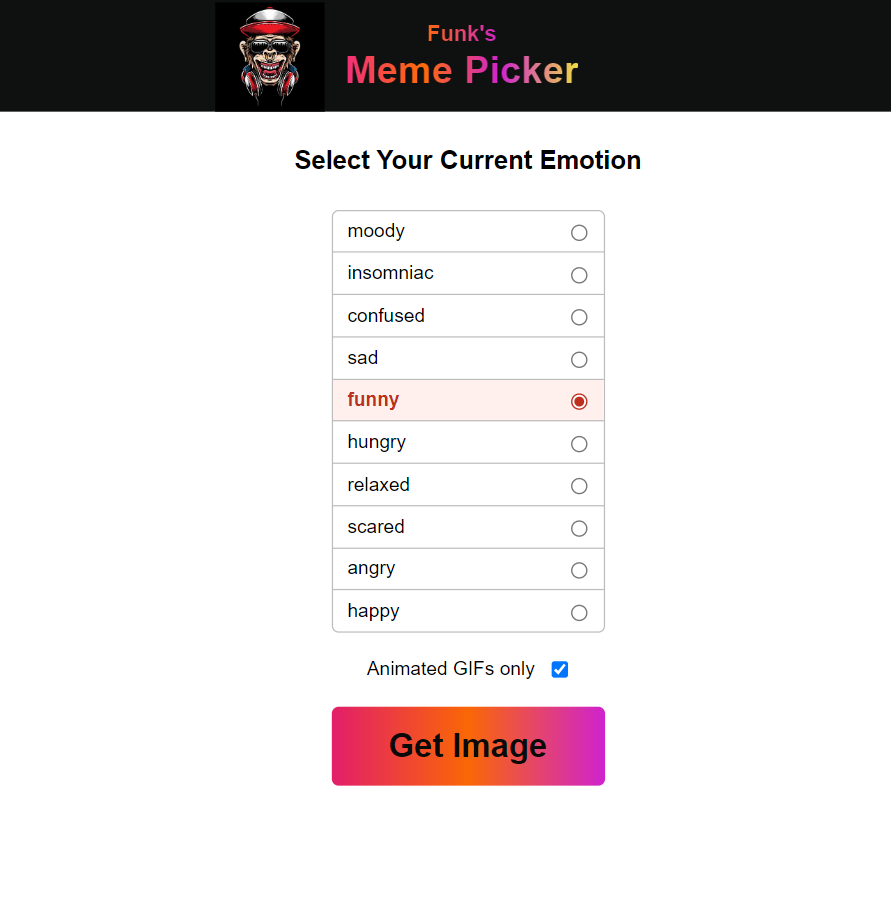 Funk's
Meme Picker
Select Your Current Emotion
moody
insomniac
confused
sad
funny
hungry
relaxed
scared
angry
happy
Animated GIFs only
Get Image